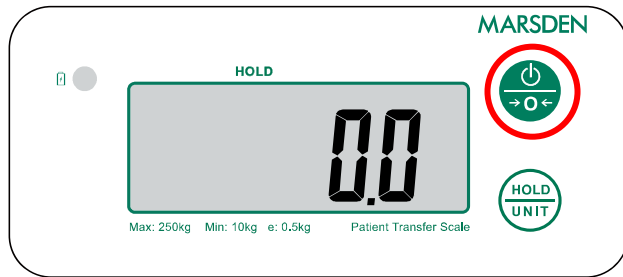 MARSDEN
HOLD
0.0
→0←
HOLD
UNIT
Max: 250kg Min: 10kg e: 0.5kg Patient Transfer Scale